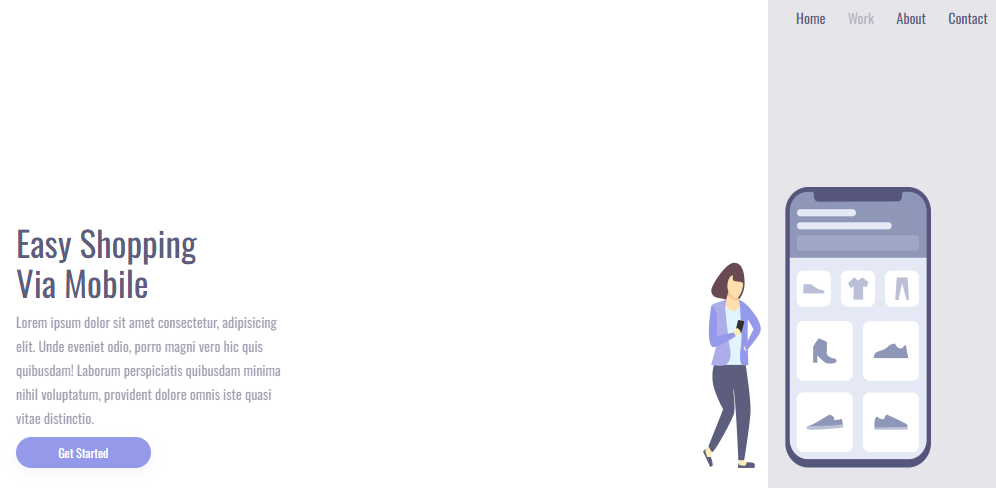 Home Work About Contact
Easy Shopping
Via Mobile
Lorem ipsum dolor sit amet consectetur, adipisicing
elit. Unde eveniet odio, porro magni vero hic quis
quibusdam! Laborum perspiciatis quibusdam minima
nihil voluptatum, provident dolore omnis iste quasi
vitae distinctio.
Get Started